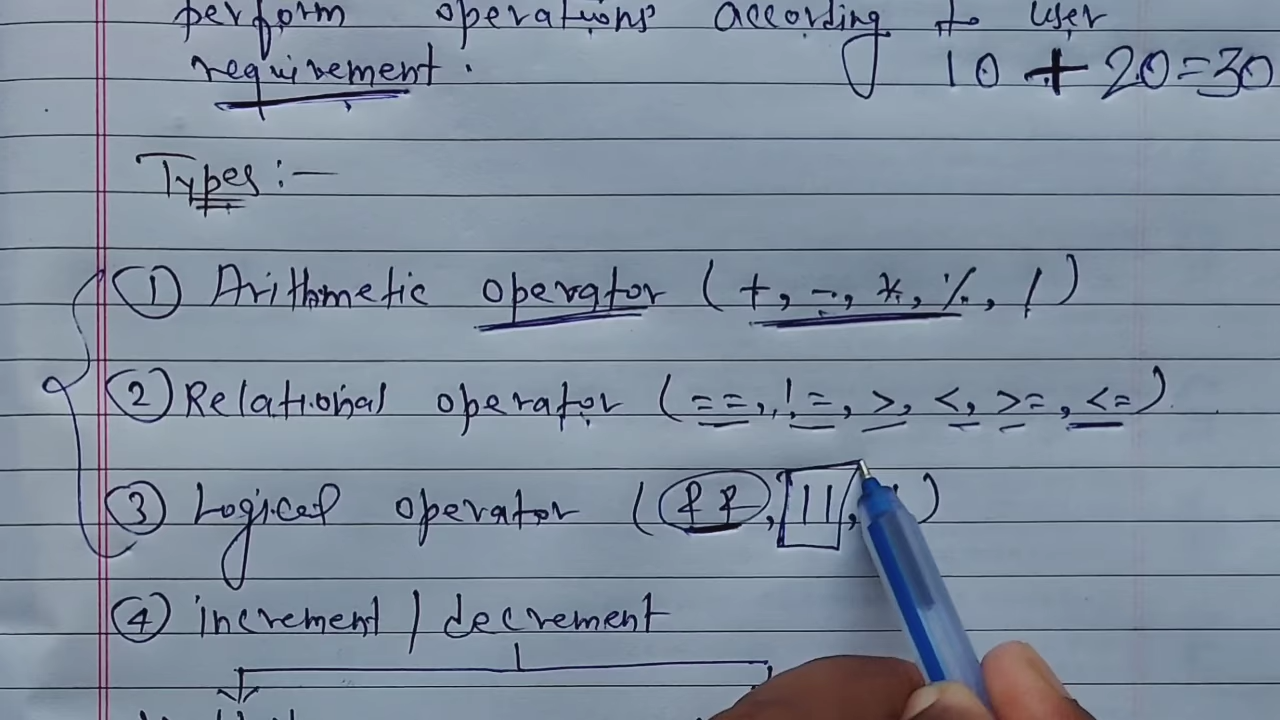 perform operations according to user
requirement.
10 + 20 = 30
Types :-
① Arithmetic operator ( +, -, *, %, / )
② Relational operator ( ==, !=, >, <, >=, <= )
③ Logical operator ( &&, ||, )
④ increment / decrement